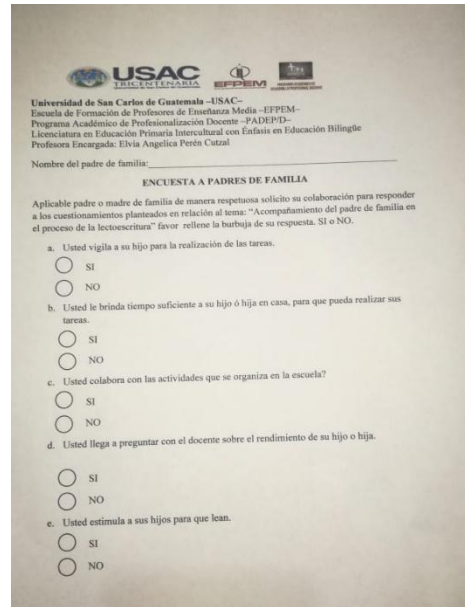 USAC
TRICENTENARIA
EFPEM
Universidad de San Carlos de Guatemala –USAC–
Escuela de Formación de Profesores de Enseñanza Media –EFPEM–
Programa Académico de Profesionalización Docente –PADEP/D–
Licenciatura en Educación Primaria Intercultural con Énfasis en Educación Bilingüe
Profesora Encargada: Elvia Angelica Perén Cutzal
Nombre del padre de familia:
ENCUESTA A PADRES DE FAMILIA
Aplicable padre o madre de familia de manera respetuosa solicito su colaboración para responder
a los cuestionamientos planteados en relación al tema: “Acompañamiento del padre de familia en
el proceso de la lectoescritura” favor rellene la burbuja de su respuesta. SI o NO.
a. Usted vigila a su hijo para la realización de las tareas.
SI
NO
b. Usted le brinda tiempo suficiente a su hijo ó hija en casa, para que pueda realizar sus
tareas.
SI
NO
c. Usted colabora con las actividades que se organiza en la escuela?
SI
NO
d. Usted llega a preguntar con el docente sobre el rendimiento de su hijo o hija.
SI
NO
e. Usted estimula a sus hijos para que lean.
SI
NO